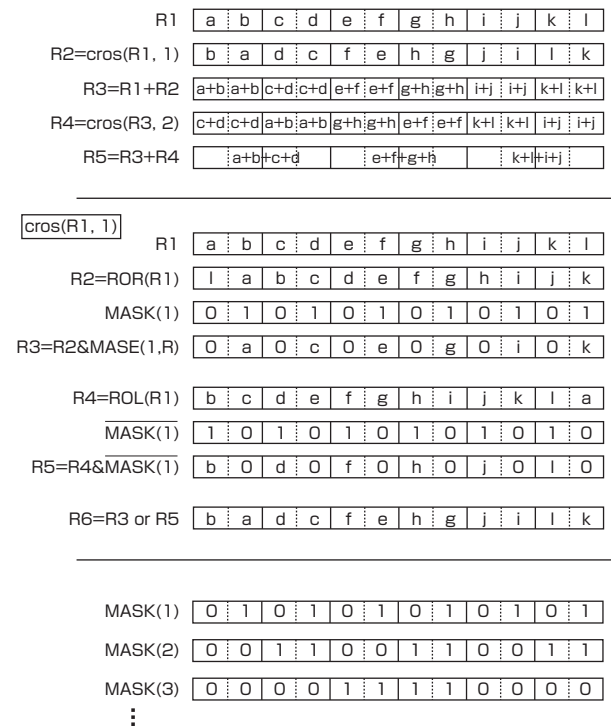 R1 a b c d e f g h i j k l
R2=cros(R1, 1) b a d c f e h g j i l k
R3=R1+R2 a+b a+b c+d c+d e+f e+f g+h g+h i+j i+j k+l k+l
R4=cros(R3, 2) c+d c+d a+b a+b g+h g+h e+f e+f k+l k+l i+j i+j
R5=R3+R4 a+b+c+d e+f+g+h k+l+i+j
cros(R1, 1)
R1 a b c d e f g h i j k l
R2=ROR(R1) l a b c d e f g h i j k
MASK(1) 0 1 0 1 0 1 0 1 0 1 0 1
R3=R2&MASE(1,R) 0 a 0 c 0 e 0 g 0 i 0 k
R4=ROL(R1) b c d e f g h i j k l a
MASK(1) 1 0 1 0 1 0 1 0 1 0 1 0
R5=R4&MASK(1) b 0 d 0 f 0 h 0 j 0 l 0
R6=R3 or R5 b a d c f e h g j i l k
MASK(1) 0 1 0 1 0 1 0 1 0 1 0 1
MASK(2) 0 0 1 1 0 0 1 1 0 0 1 1
MASK(3) 0 0 0 0 1 1 1 1 0 0 0 0
⋮